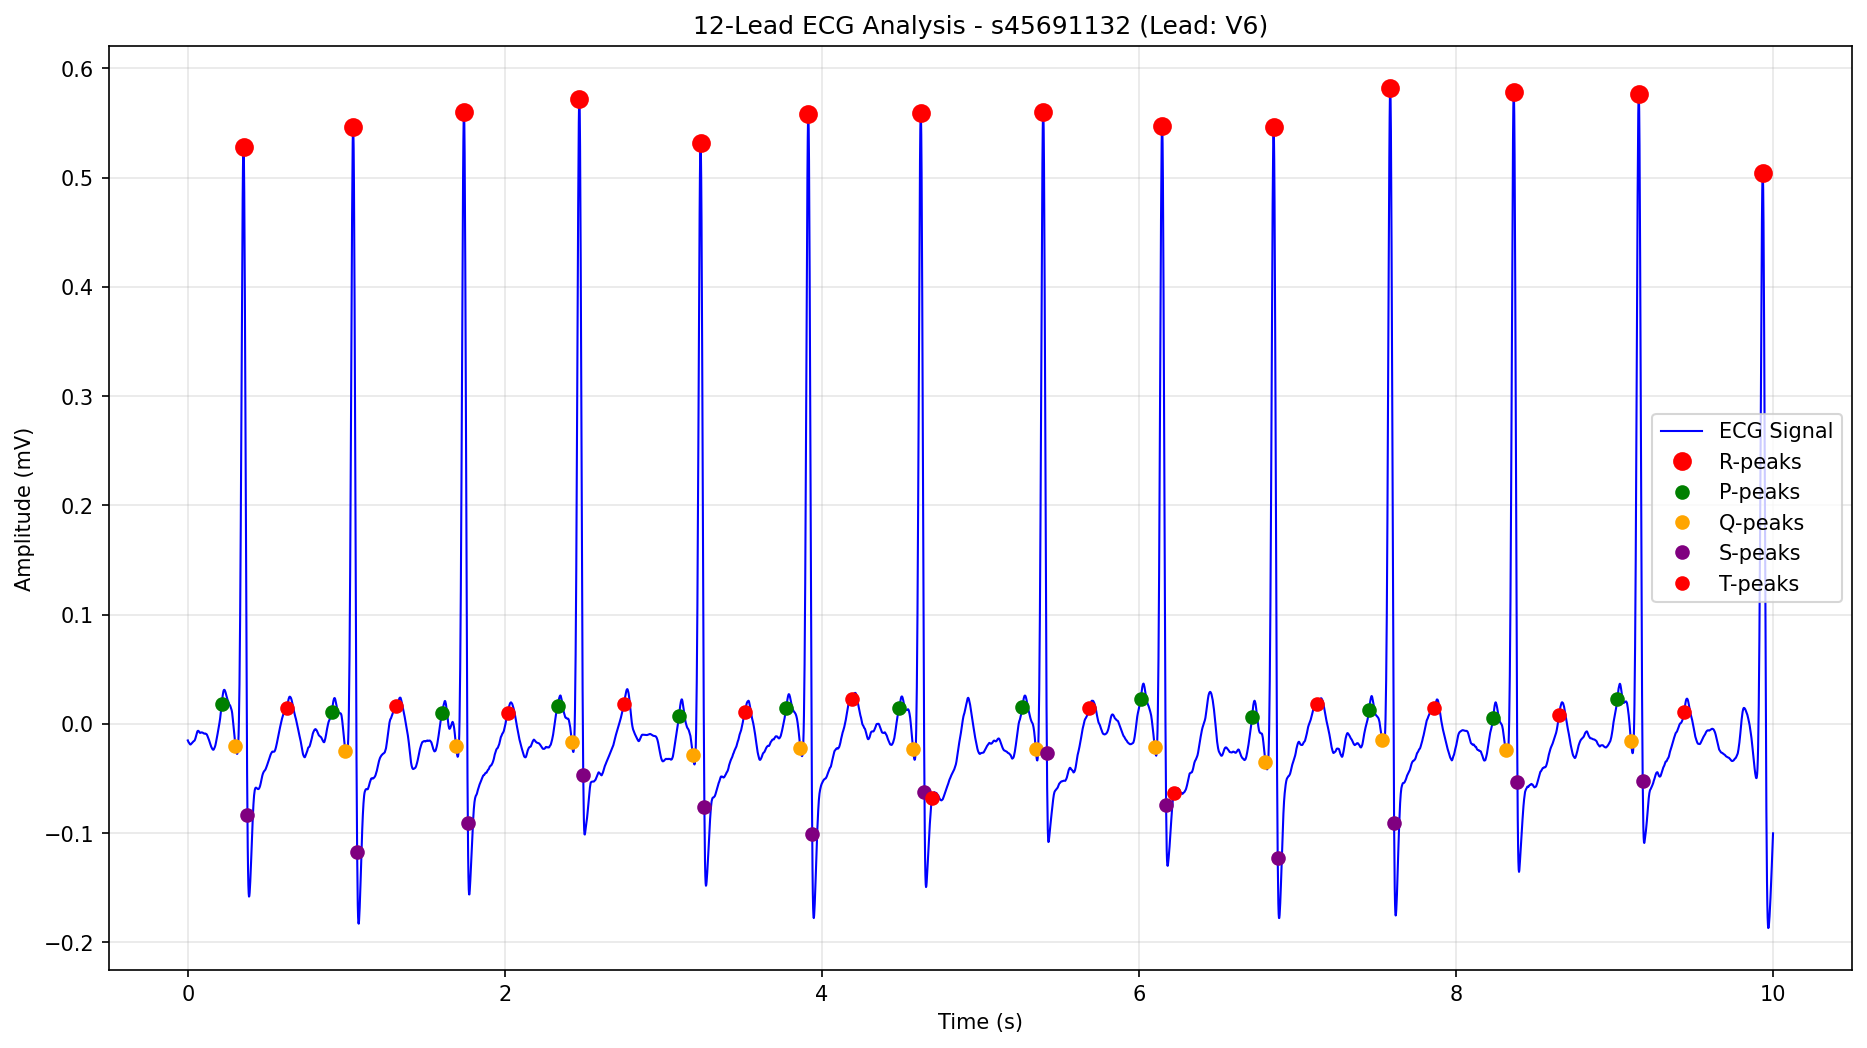 12-Lead ECG Analysis - s45691132 (Lead: V6)
Amplitude (mV)
0.6
0.5
0.4
0.3
0.2
0.1
0.0
−0.1
−0.2
ECG Signal
R-peaks
P-peaks
Q-peaks
S-peaks
T-peaks
0 2 4 6 8 10
Time (s)